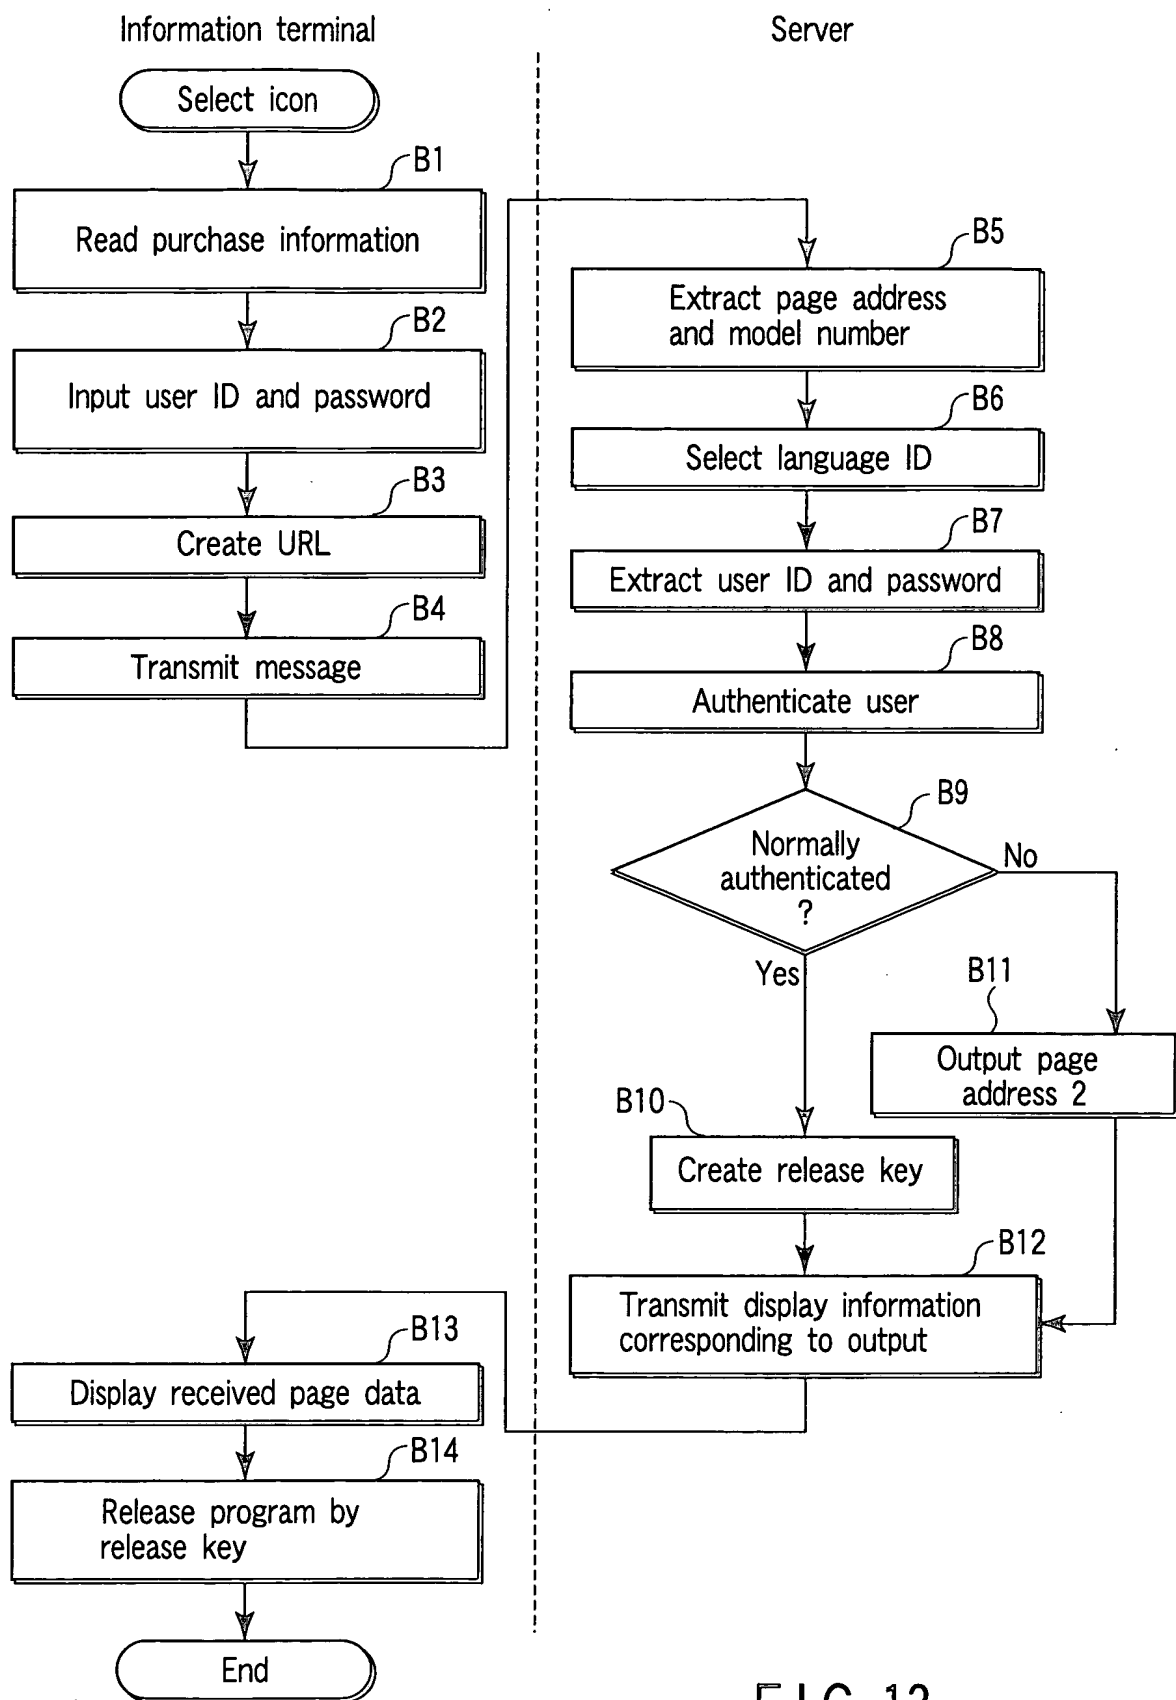 Information terminal
Server
Select icon
B1
Read purchase information
B2
Input user ID and password
B3
Create URL
B4
Transmit message
B5
Extract page address
and model number
B6
Select language ID
B7
Extract user ID and password
B8
Authenticate user
B9
Normally
authenticated
?
No
Yes
B11
Output page
address 2
B10
Create release key
B12
Transmit display information
corresponding to output
B13
Display received page data
B14
Release program by
release key
End